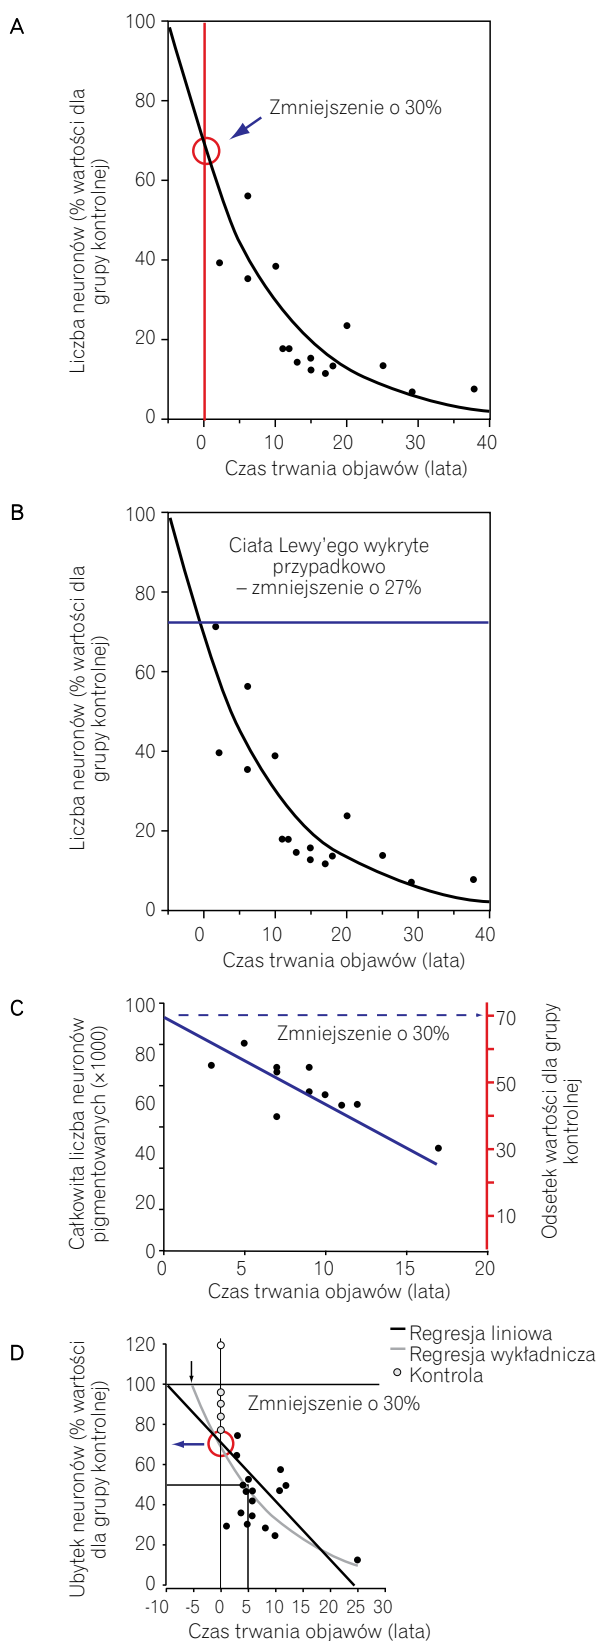 A
Liczba neuronów (% wartości dla
grupy kontrolnej)
100
80
60
40
20
0
Zmniejszenie o 30%
0 10 20 30 40
Czas trwania objawów (lata)
B
Liczba neuronów (% wartości dla
grupy kontrolnej)
100
80
60
40
20
0
Ciała Lewy'ego wykryte
przypadkowo
– zmniejszenie o 27%
0 10 20 30 40
Czas trwania objawów (lata)
C
Całkowita liczba neuronów
pigmentowanych (×1000)
100
80
60
40
20
0
Zmniejszenie o 30%
70
50
30
10
Odsetek wartości dla grupy
kontrolnej
0 5 10 15 20
Czas trwania objawów (lata)
D
Regresja liniowa
Regresja wykładnicza
Kontrola
Ubytek neuronów (% wartości
dla grupy kontrolnej)
120
100
80
60
40
20
0
Zmniejszenie o 30%
-10 -5 0 5 10 15 20 25 30
Czas trwania objawów (lata)